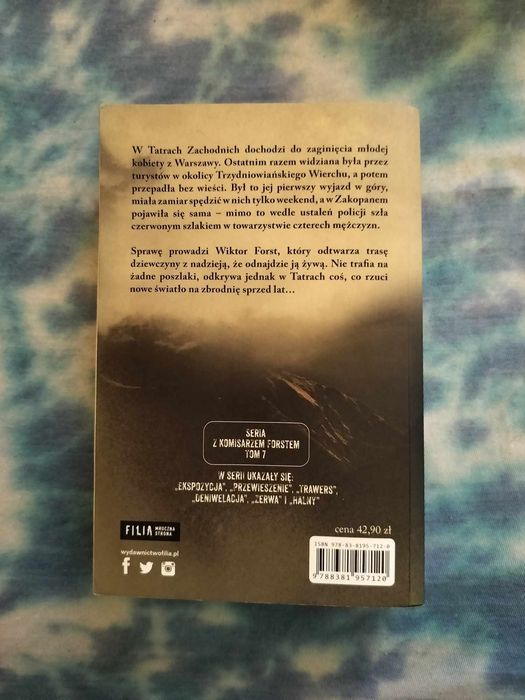 W Tatrach Zachodnich dochodzi do zaginięcia młodej
kobiety z Warszawy. Ostatnim razem widziana była przez
turystów w okolicy Trzydniowiańskiego Wierchu, a potem
przepadła bez wieści. Był to jej pierwszy wyjazd w góry,
miała zamiar spędzić w nich tylko weekend, a w Zakopanem
pojawiła się sama – mimo to wedle ustaleń policji szła
czerwonym szlakiem w towarzystwie czterech mężczyzn.
Sprawę prowadzi Wiktor Forst, który odtwarza trasę
dziewczyny z nadzieją, że odnajdzie ją żywą. Nie trafia na
żadne poszlaki, odkrywa jednak w Tatrach coś, co rzuci
nowe światło na zbrodnię sprzed lat…
SERIA
Z KOMISARZEM FORSTEM
TOM 7
W SERII UKAZAŁY SIĘ:
„EKSPOZYCJA”, „PRZEWIESZENIE”, „TRAWERS”,
„DENIWELACJA”, „ZERWA” I „HALNY”
FILIA MROCZNA
STRONA
wydawnictwofilia.pl
cena 42,90 zł
ISBN 978-83-8195-712-0
9 788381 957120